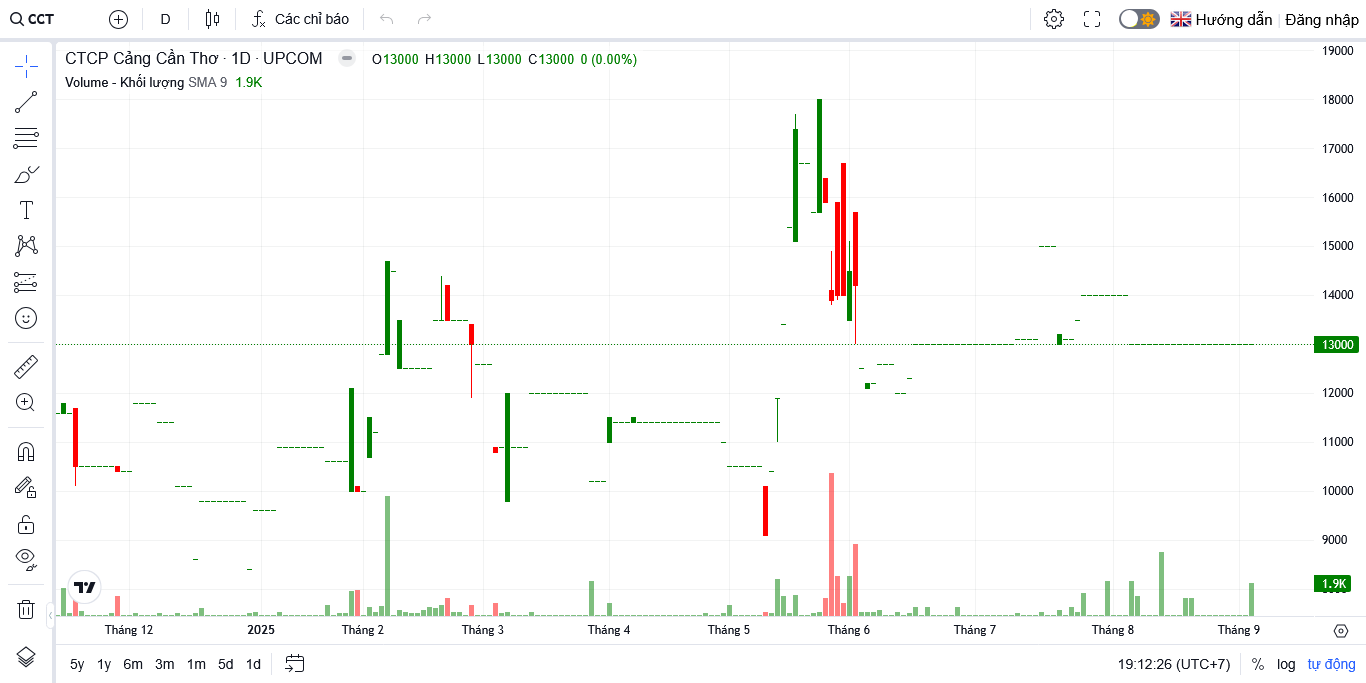 CCT D Các chỉ báo Hướng dẫn Đăng nhập
CTCP Cảng Cần Thơ · 1D · UPCOM O13000 H13000 L13000 C13000 0 (0.00%)
Volume - Khối lượng SMA 9 1.9K
19000
18000
17000
16000
15000
14000
13000
12000
11000
10000
9000
1.9K
Tháng 12 2025 Tháng 2 Tháng 3 Tháng 4 Tháng 5 Tháng 6 Tháng 7 Tháng 8 Tháng 9
5y 1y 6m 3m 1m 5d 1d 19:12:26 (UTC+7) % log tự động